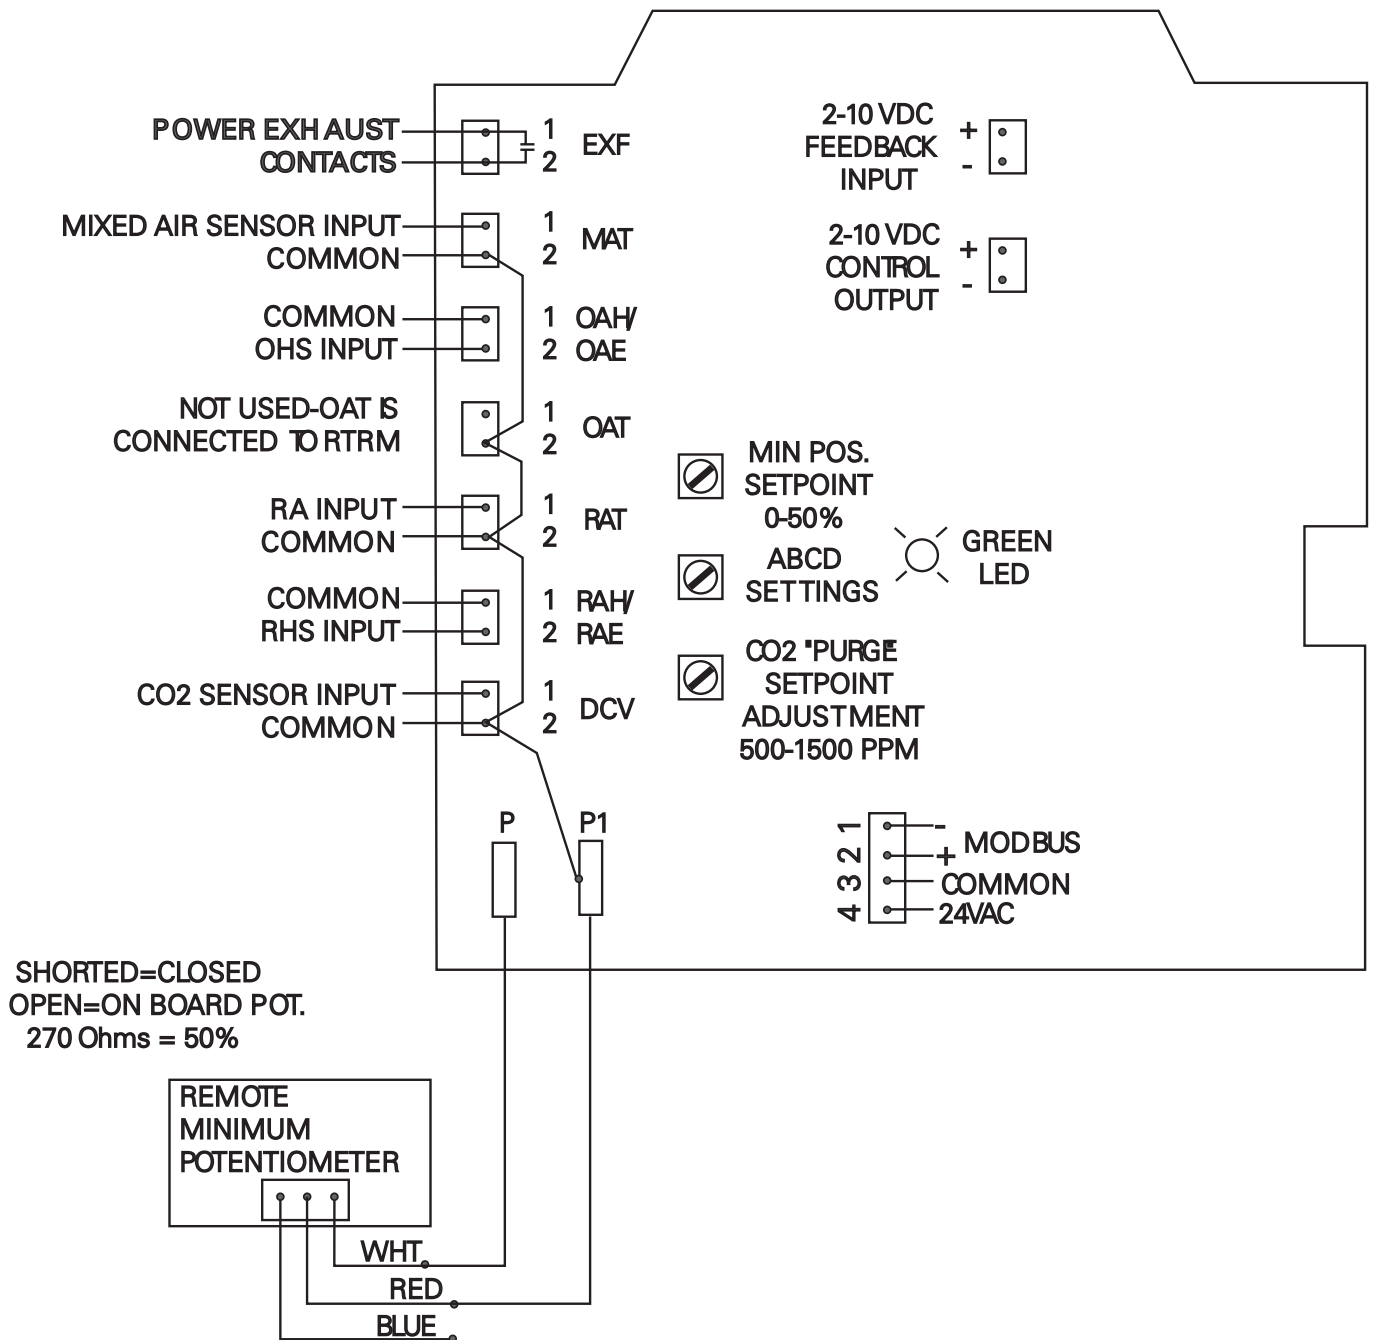 POWER EXHAUST
CONTACTS
1
2
EXF
MIXED AIR SENSOR INPUT
COMMON
1
2
MAT
COMMON
OHS INPUT
1
2
OAH/
OAE
NOT USED-OAT IS
CONNECTED TO RTRM
1
2
OAT
RA INPUT
COMMON
1
2
RAT
COMMON
RHS INPUT
1
2
RAH/
RAE
CO2 SENSOR INPUT
COMMON
1
2
DCV
2-10 VDC
FEEDBACK
INPUT
+
-
2-10 VDC
CONTROL
OUTPUT
+
-
MIN POS.
SETPOINT
0-50%
ABCD
SETTINGS
GREEN
LED
CO2 "PURGE"
SETPOINT
ADJUSTMENT
500-1500 PPM
P
P1
1
2
3
4
-
+
MODBUS
COMMON
24VAC
SHORTED=CLOSED
OPEN=ON BOARD POT.
270 Ohms = 50%
REMOTE
MINIMUM
POTENTIOMETER
WHT
RED
BLUE